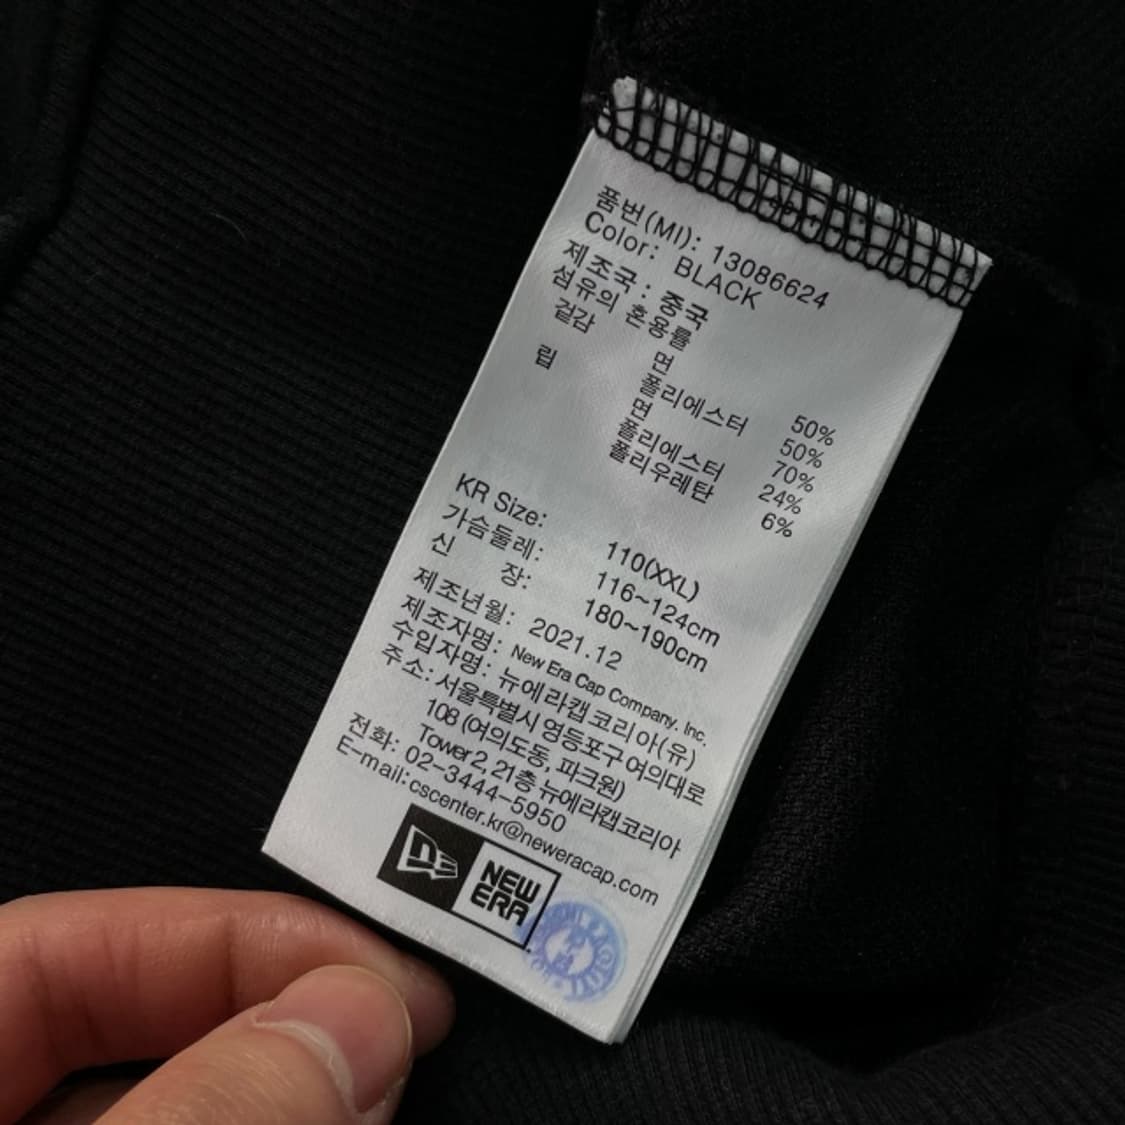 품번(MI): 13086624
Color: BLACK
제조국: 중국
섬유의 혼용률
겉감 면 50%
폴리에스터 50%
립 면 70%
폴리에스터 24%
폴리우레탄 6%
KR Size: 110(XXL)
가슴둘레: 116~124cm
신 장: 180~190cm
제조년월: 2021.12
제조자명: New Era Cap Company, Inc.
수입자명: 뉴에라캡코리아(유)
주소: 서울특별시 영등포구 여의대로
108 (여의도동, 파크원)
Tower 2, 21층 뉴에라캡코리아
전화: 02-3444-5950
E-mail:cscenter.kr@neweracap.com
NEW
ERA